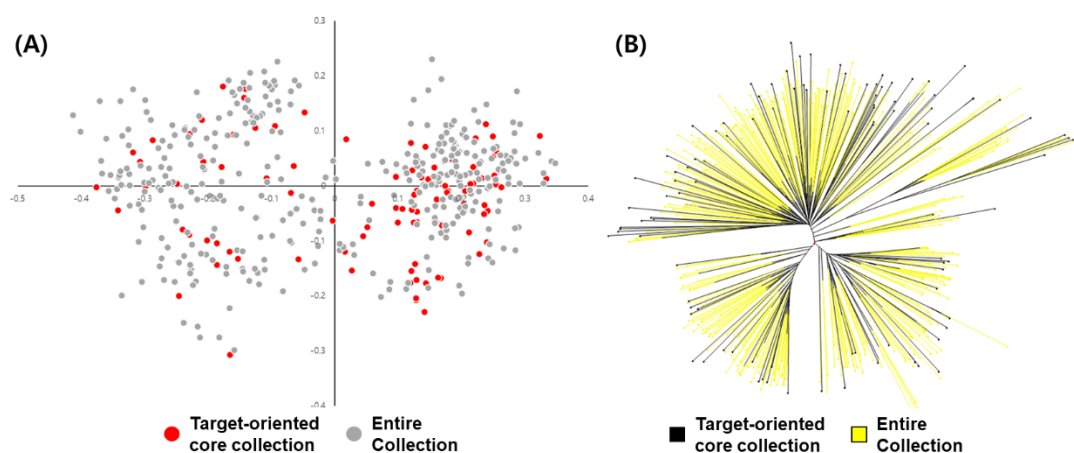 (A)
(B)
0.3
0.2
0.1
0
-0.5
-0.3
-0.2
-0.1
0.1
0.2
0.3
0.4
-0.1
-0.2
-0.3
-0.4
Target-oriented
core collection
Entire
Collection
Target-oriented
core collection
Entire
Collection